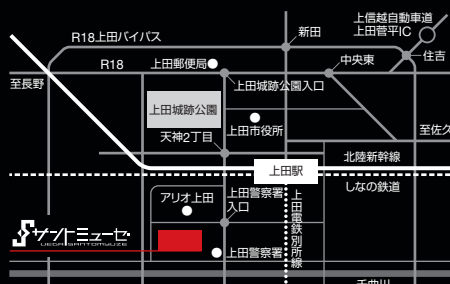 上信越自動車道
上田菅平IC
新田
R18上田バイパス
住吉
中央東
上田郵便局
R18
至長野
上田城跡公園入口
上田城跡公園
上田市役所
至佐久
天神2丁目
北陸新幹線
上田駅
しなの鉄道
アリオ上田
上田警察署
入口
上田電鉄別所線
サントミューゼ
UEDA SANTOMYUZE
上田警察署
千曲川